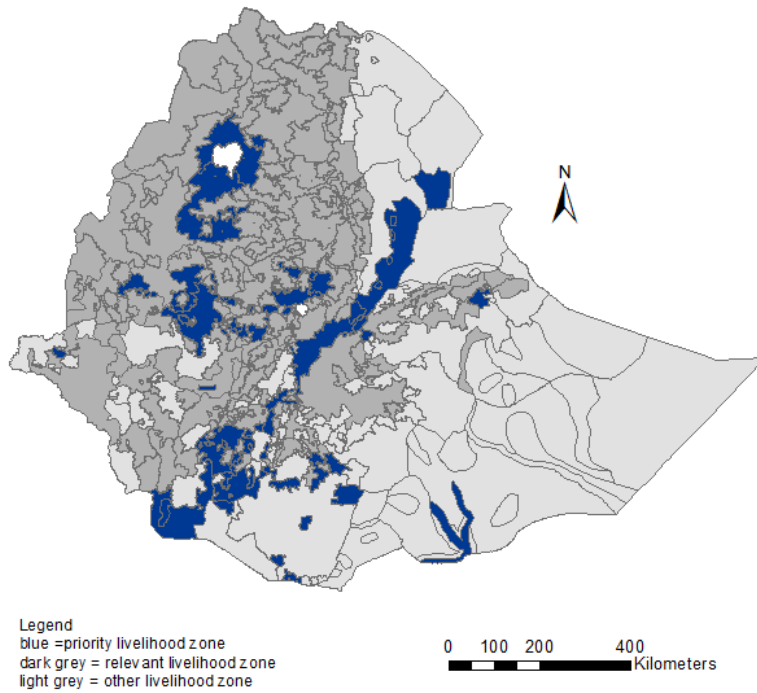 N
Legend
blue =priority livelihood zone
dark grey = relevant livelihood zone
light grey = other livelihood zone
0 100 200 400
Kilometers